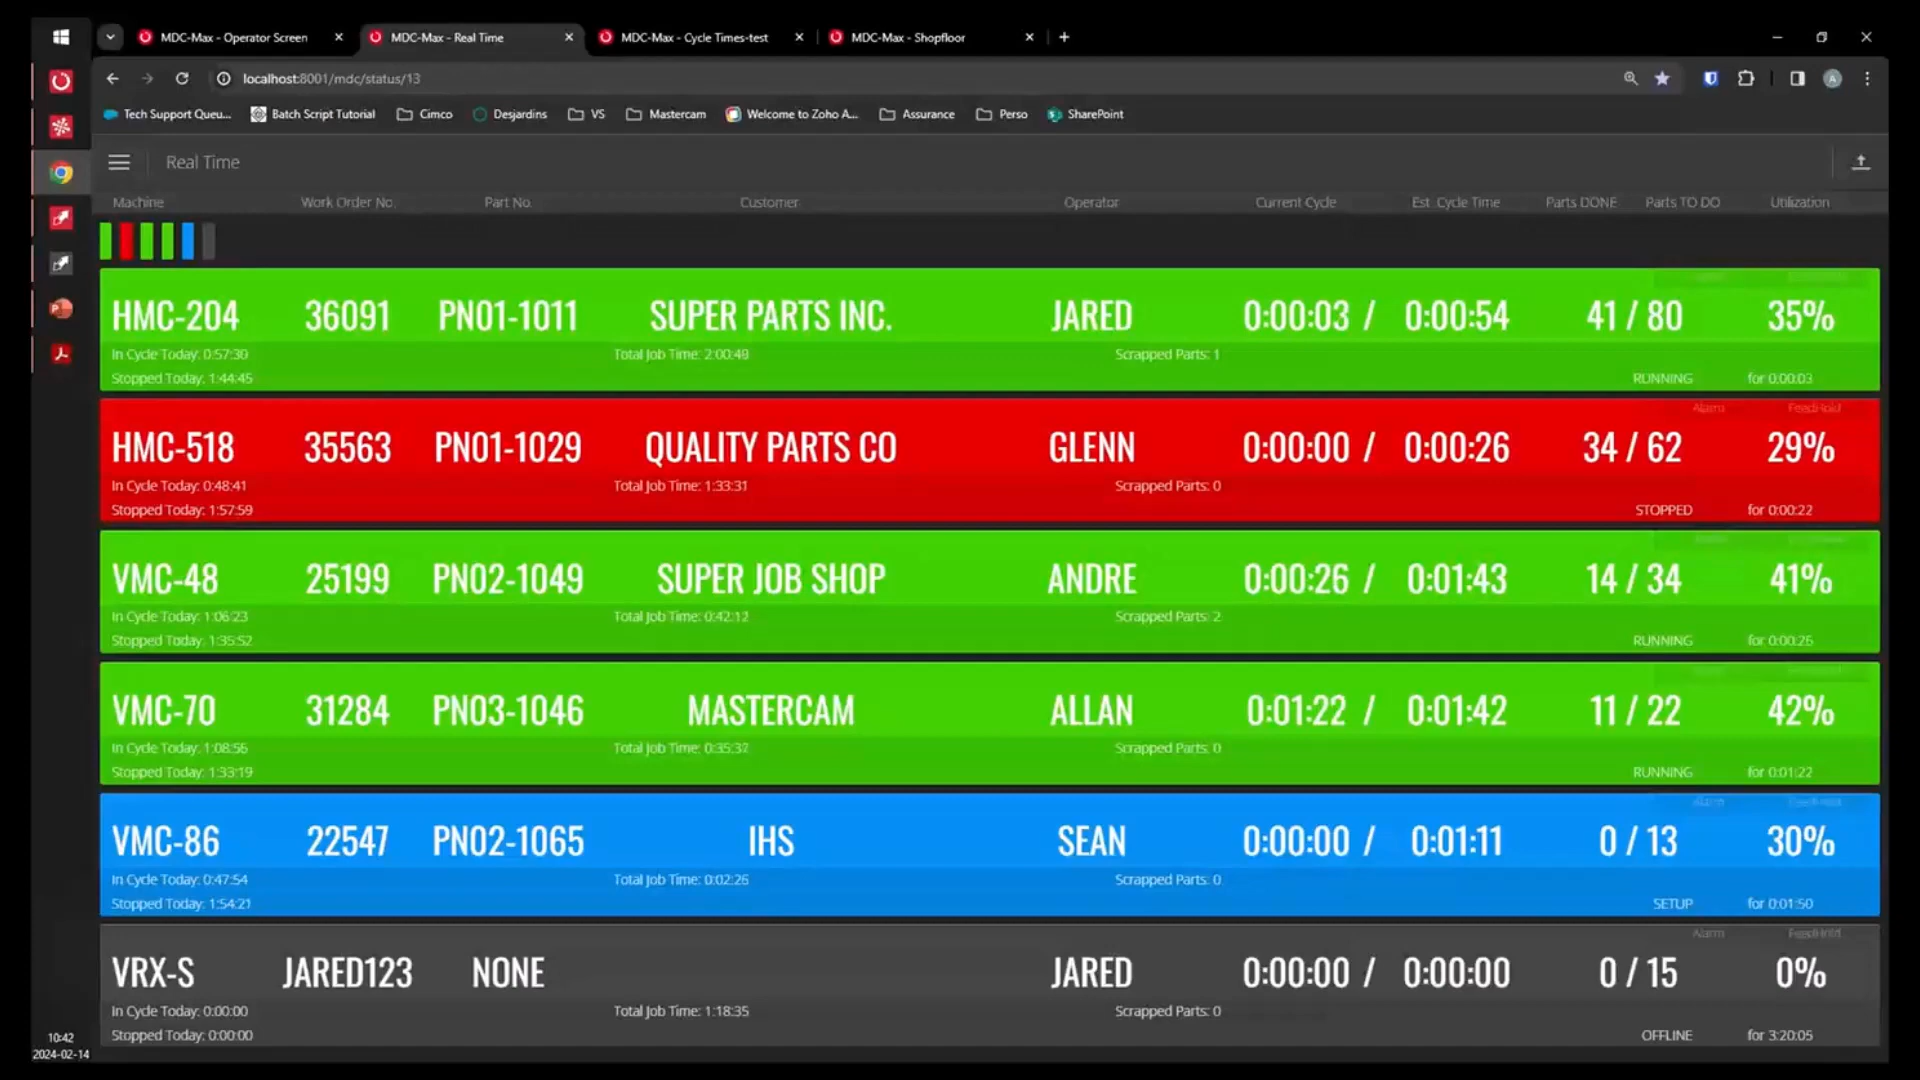 MDC-Max - Operator Screen
MDC-Max - Real Time
MDC-Max - Cycle Times-test
MDC-Max - Shopfloor
localhost:8001/mdc/status/13
A
Tech Support Queu...
Batch Script Tutorial
Cimco
Desjardins
VS
Mastercam
Welcome to Zoho A...
Assurance
Perso
SharePoint
Real Time
Machine Work Order No. Part No. Customer Operator Current Cycle Est. Cycle Time Parts DONE Parts TO DO Utilization
HMC-204 36091 PN01-1011 SUPER PARTS INC. JARED 0:00:03 / 0:00:54 41 / 80 35%
In Cycle Today: 0:57:30 Total Job Time: 2:00:49 Scrapped Parts: 1
Stopped Today: 1:44:45 RUNNING for 0:00:03
Alarm FeedHold
HMC-518 35563 PN01-1029 QUALITY PARTS CO GLENN 0:00:00 / 0:00:26 34 / 62 29%
In Cycle Today: 0:48:41 Total Job Time: 1:33:31 Scrapped Parts: 0
Stopped Today: 1:57:59 STOPPED for 0:00:22
VMC-48 25199 PN02-1049 SUPER JOB SHOP ANDRE 0:00:26 / 0:01:43 14 / 34 41%
In Cycle Today: 1:06:23 Total Job Time: 0:42:12 Scrapped Parts: 2
Stopped Today: 1:35:52 RUNNING for 0:00:26
VMC-70 31284 PN03-1046 MASTERCAM ALLAN 0:01:22 / 0:01:42 11 / 22 42%
In Cycle Today: 1:08:56 Total Job Time: 0:35:37 Scrapped Parts: 0
Stopped Today: 1:33:19 RUNNING for 0:01:22
Alarm FeedHold
VMC-86 22547 PN02-1065 IHS SEAN 0:00:00 / 0:01:11 0 / 13 30%
In Cycle Today: 0:47:54 Total Job Time: 0:02:26 Scrapped Parts: 0
Stopped Today: 1:54:21 SETUP for 0:01:50
Alarm FeedHold
VRX-S JARED123 NONE JARED 0:00:00 / 0:00:00 0 / 15 0%
In Cycle Today: 0:00:00 Total Job Time: 1:18:35 Scrapped Parts: 0
Stopped Today: 0:00:00 OFFLINE for 3:20:05
10:42
2024-02-14